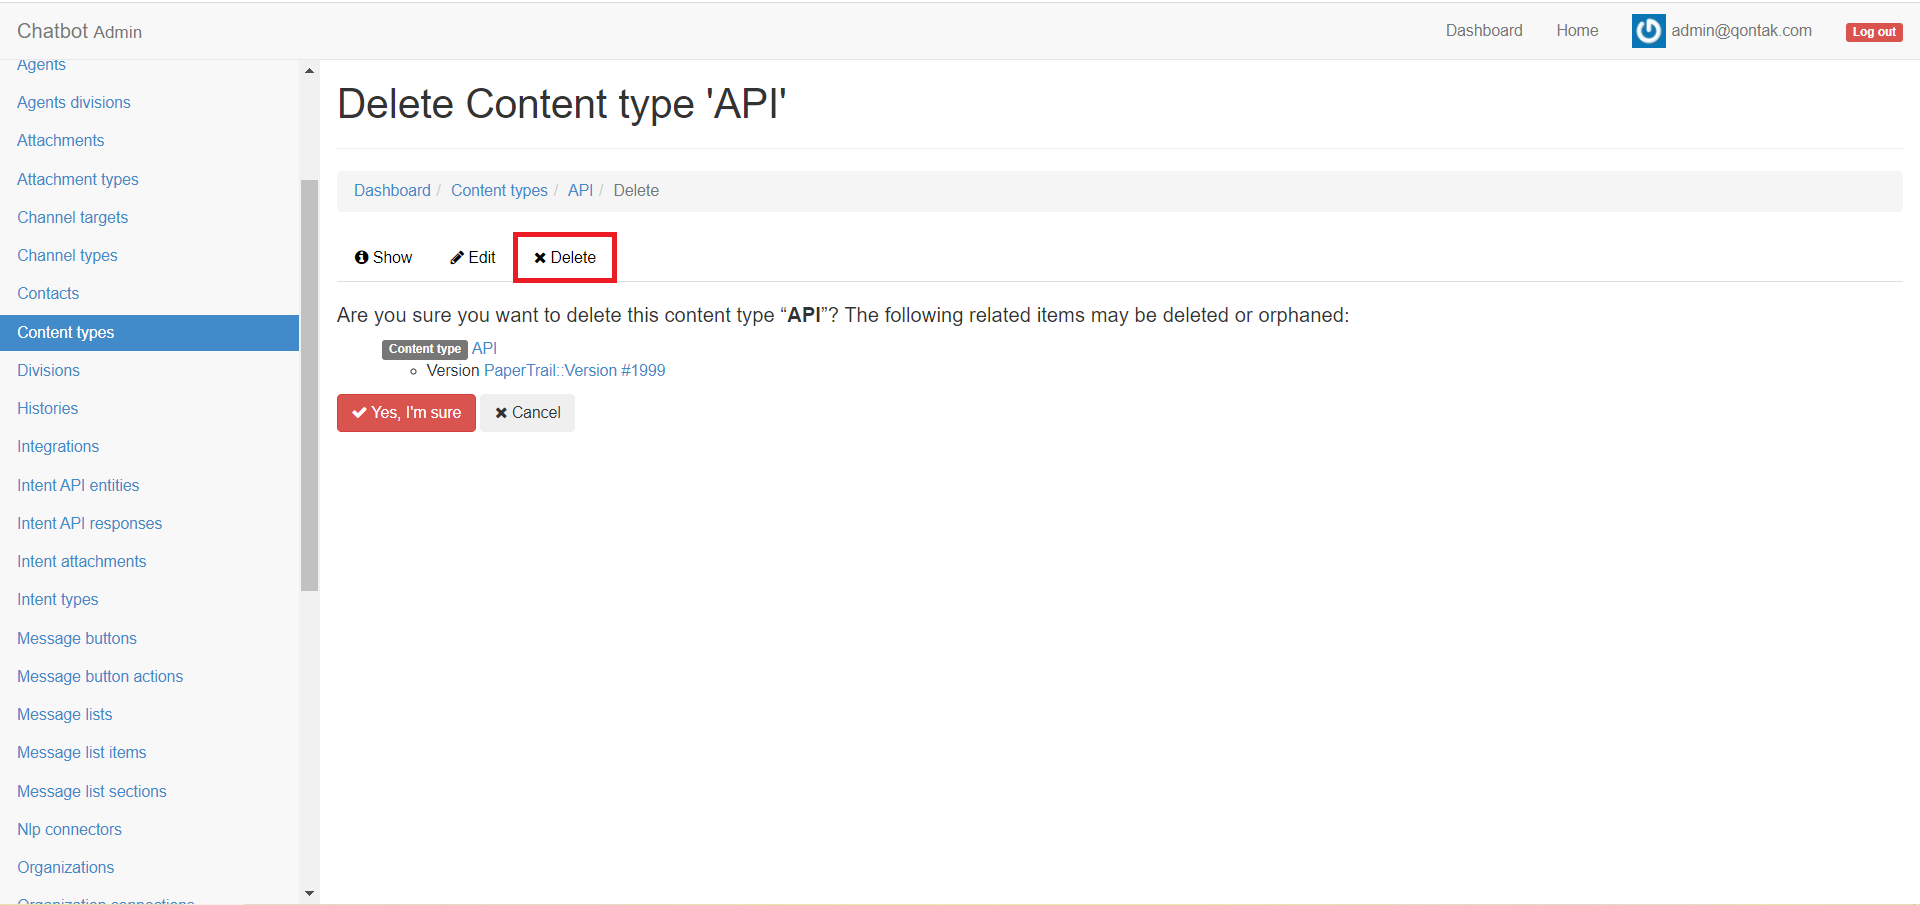 Chatbot Admin
Dashboard Home admin@qontak.com Log out
Agents
Agents divisions
Attachments
Attachment types
Channel targets
Channel types
Contacts
Content types
Divisions
Histories
Integrations
Intent API entities
Intent API responses
Intent attachments
Intent types
Message buttons
Message button actions
Message lists
Message list items
Message list sections
Nlp connectors
Organizations
Organization connections
Delete Content type 'API'
Dashboard / Content types / API / Delete
Show Edit Delete
Are you sure you want to delete this content type “API”? The following related items may be deleted or orphaned:
Content type API
Version PaperTrail::Version #1999
Yes, I'm sure Cancel